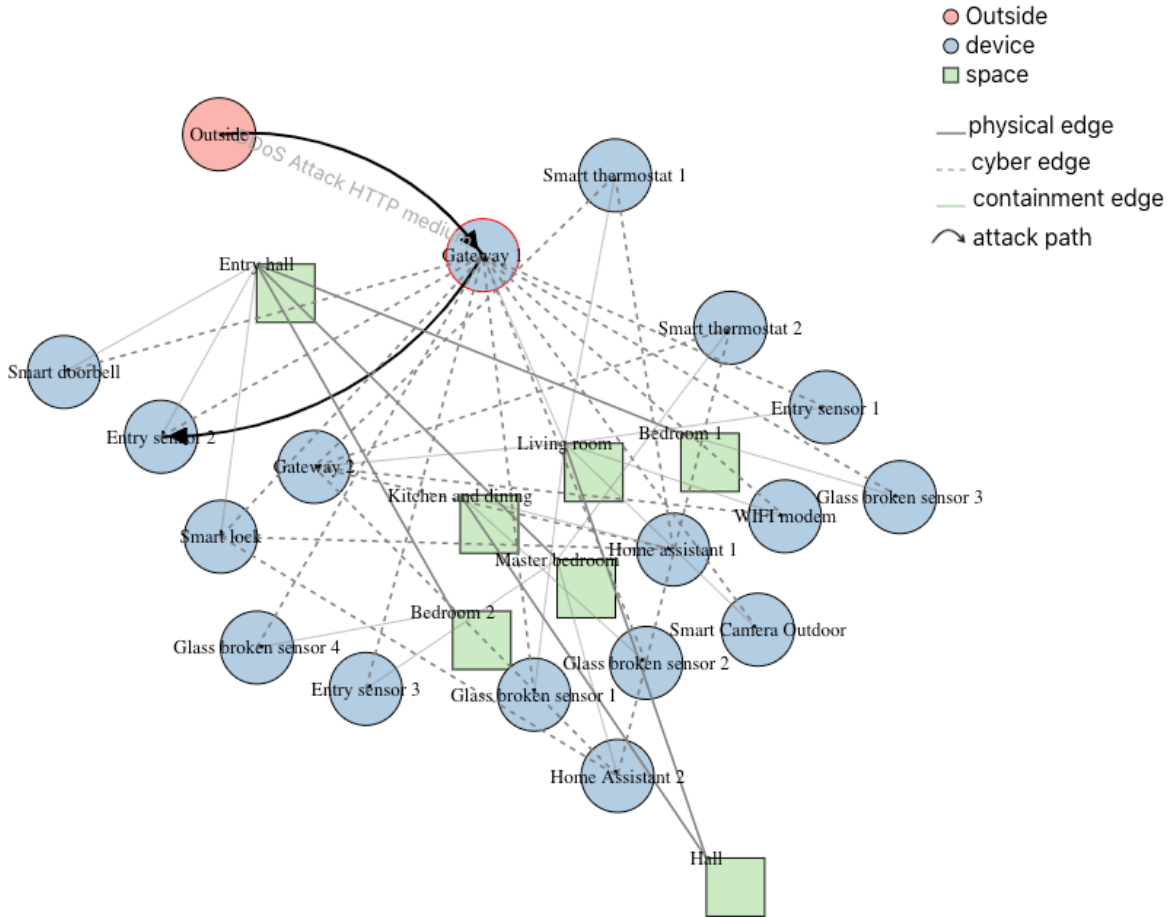 Outside
device
space
physical edge
cyber edge
containment edge
attack path
Outside
DDoS Attack HTTP medium
Smart thermostat 1
Gateway 1
Entry hall
Smart thermostat 2
Smart doorbell
Entry sensor 1
Entry sensor 2
Bedroom 1
Living room
Gateway 2
Kitchen and dining
Glass broken sensor 3
WIFI modem
Smart lock
Home assistant 1
Master bedroom
Bedroom 2
Smart Camera Outdoor
Glass broken sensor 4
Glass broken sensor 2
Entry sensor 3
Glass broken sensor 1
Home Assistant 2
Hall